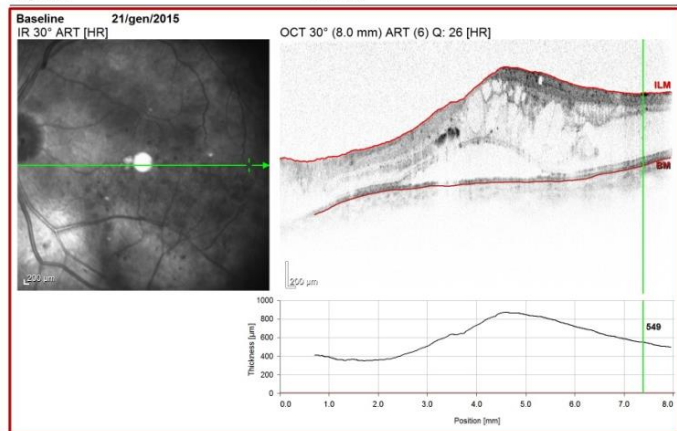 Baseline 21/gen/2015
IR 30° ART [HR]
OCT 30° (8.0 mm) ART (6) Q: 26 [HR]
ILM
BM
200 µm
200 µm
1000
800
600
400
200
0
Thickness [µm]
549
0.0 1.0 2.0 3.0 4.0 5.0 6.0 7.0 8.0
Position [mm]